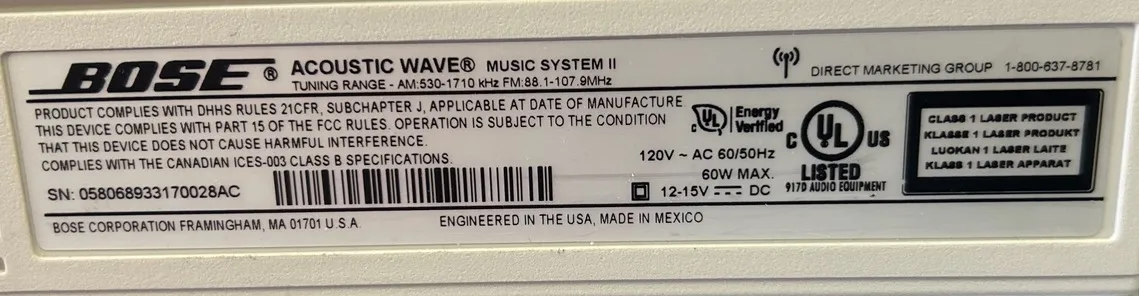 BOSE® ACOUSTIC WAVE® MUSIC SYSTEM II
TUNING RANGE - AM:530-1710 kHz FM:88.1-107.9MHz
DIRECT MARKETING GROUP 1-800-637-8781
PRODUCT COMPLIES WITH DHHS RULES 21CFR, SUBCHAPTER J, APPLICABLE AT DATE OF MANUFACTURE
THIS DEVICE COMPLIES WITH PART 15 OF THE FCC RULES. OPERATION IS SUBJECT TO THE CONDITION
THAT THIS DEVICE DOES NOT CAUSE HARMFUL INTERFERENCE.
COMPLIES WITH THE CANADIAN ICES-003 CLASS B SPECIFICATIONS.
SN: 058068933170028AC
BOSE CORPORATION FRAMINGHAM, MA 01701 U.S.A.
ENGINEERED IN THE USA, MADE IN MEXICO
c UL Energy
Verified
120V ~ AC 60/50Hz
60W MAX.
12-15V DC
C UL US
LISTED
917D AUDIO EQUIPMENT
CLASS 1 LASER PRODUCT
KLASSE 1 LASER PRODUKT
LUOKAN 1 LASER LAITE
KLASS 1 LASER APPARAT